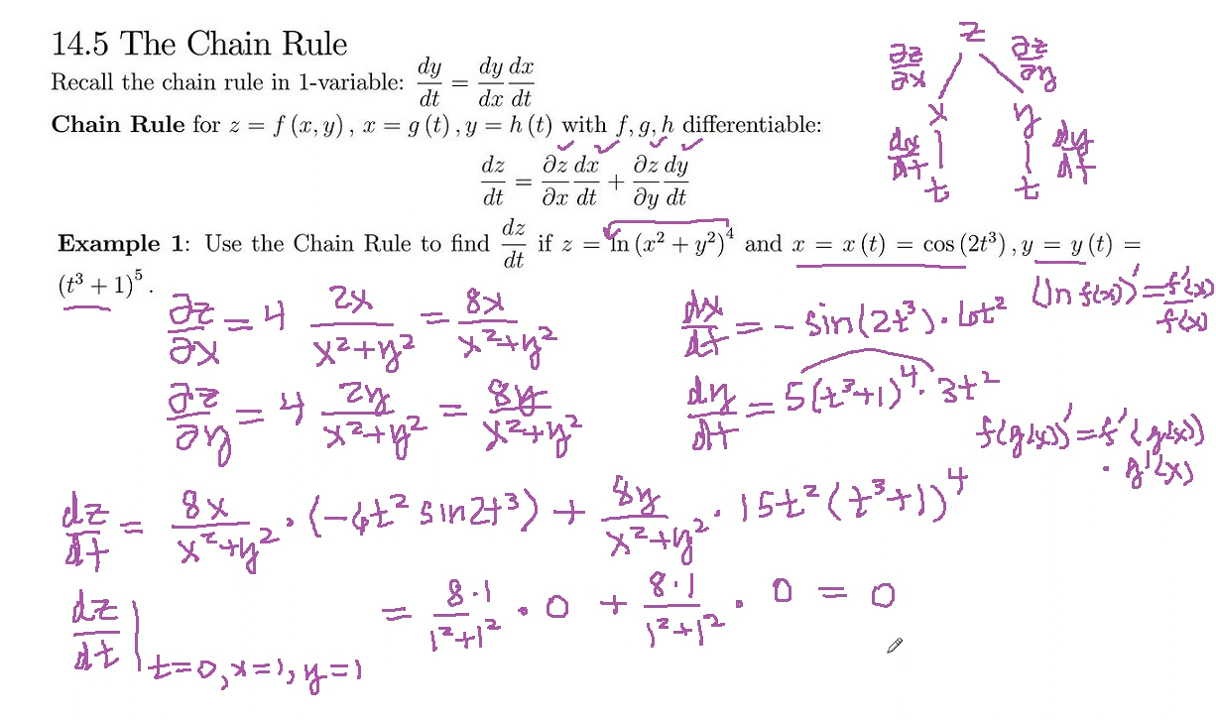 14.5 The Chain Rule
Recall the chain rule in 1-variable: dy/dt = dy/dx dx/dt
Chain Rule for z = f (x, y) , x = g (t) , y = h (t) with f, g, h differentiable:
dz/dt = ∂z/∂x dx/dt + ∂z/∂y dy/dt
z
∂z/∂x ∂z/∂y
x y
dx/dt dy/dt
t t
Example 1: Use the Chain Rule to find dz/dt if z = ln (x² + y²)⁴ and x = x (t) = cos (2t³) , y = y (t) =
(t³ + 1)⁵ .
∂z/∂x = 4 2x/(x²+y²) = 8x/(x²+y²)
dx/dt = - sin(2t³) · 6t²
(ln f(x))' = f'(x)/f(x)
∂z/∂y = 4 2y/(x²+y²) = 8y/(x²+y²)
dy/dt = 5(t³+1)⁴ · 3t²
f(g(x))' = f'(g(x))
· g'(x)
dz/dt = 8x/(x²+y²) · (-6t² sin2t³) + 8y/(x²+y²) · 15t² (t³+1)⁴
dz/dt | t=0, x=1, y=1 = 8·1/(1²+1²) · 0 + 8·1/(1²+1²) · 0 = 0